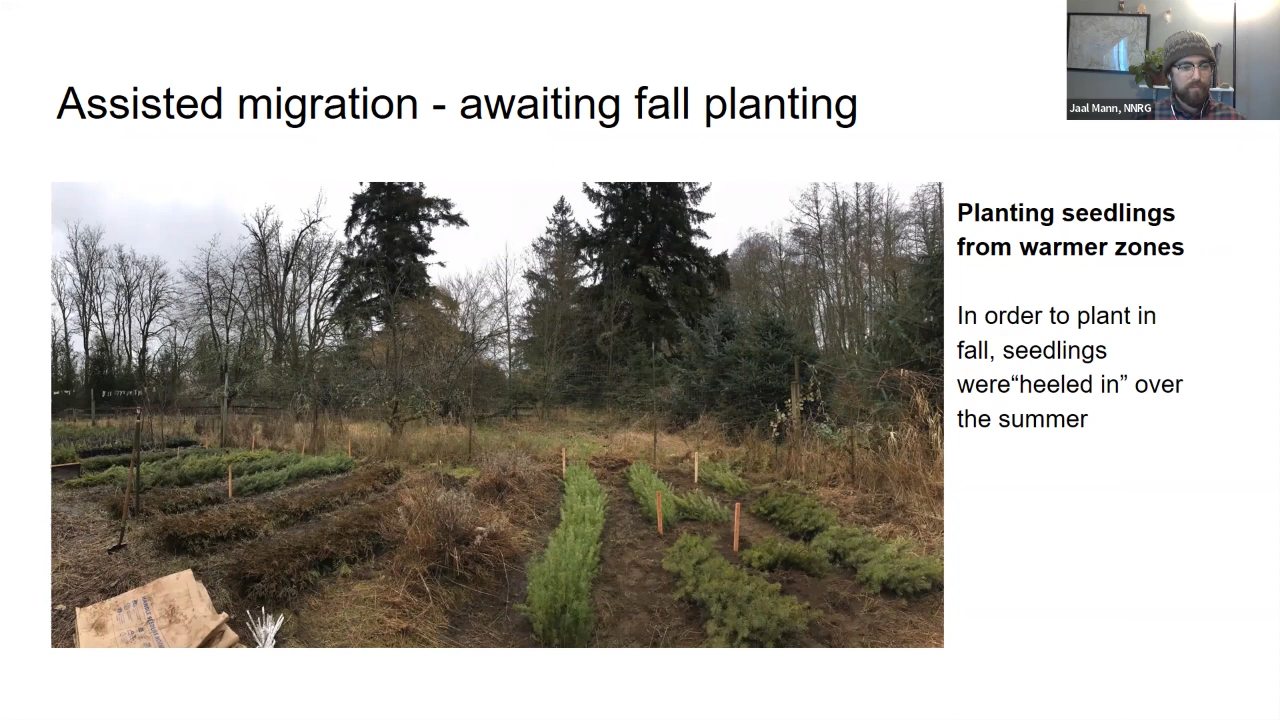 Assisted migration - awaiting fall planting
Jaal Mann, NNRG
Planting seedlings
from warmer zones
In order to plant in
fall, seedlings
were“heeled in” over
the summer